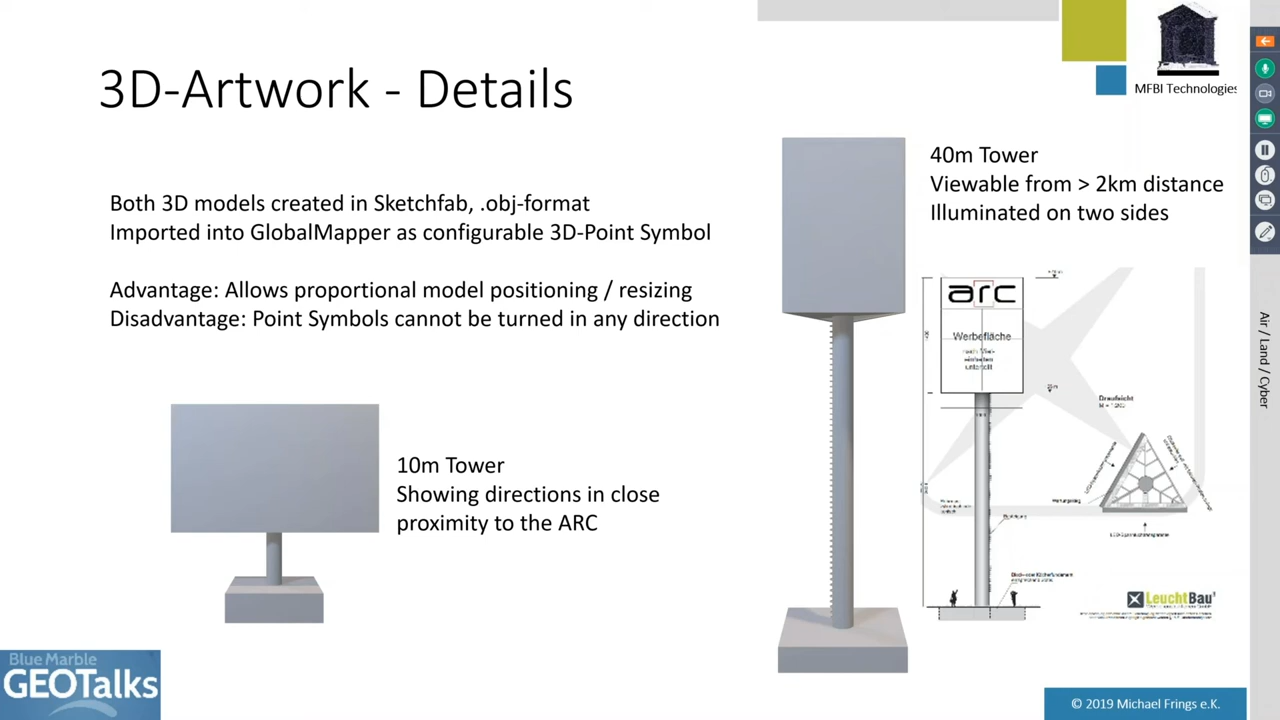 3D-Artwork - Details
MFBI Technologies
Both 3D models created in Sketchfab, .obj-format
Imported into GlobalMapper as configurable 3D-Point Symbol
Advantage: Allows proportional model positioning / resizing
Disadvantage: Point Symbols cannot be turned in any direction
40m Tower
Viewable from > 2km distance
Illuminated on two sides
arc
Werbefläche
Draufsicht
10m Tower
Showing directions in close
proximity to the ARC
LeuchtBau
Air / Land / Cyber
Blue Marble
GEOTalks
© 2019 Michael Frings e.K.